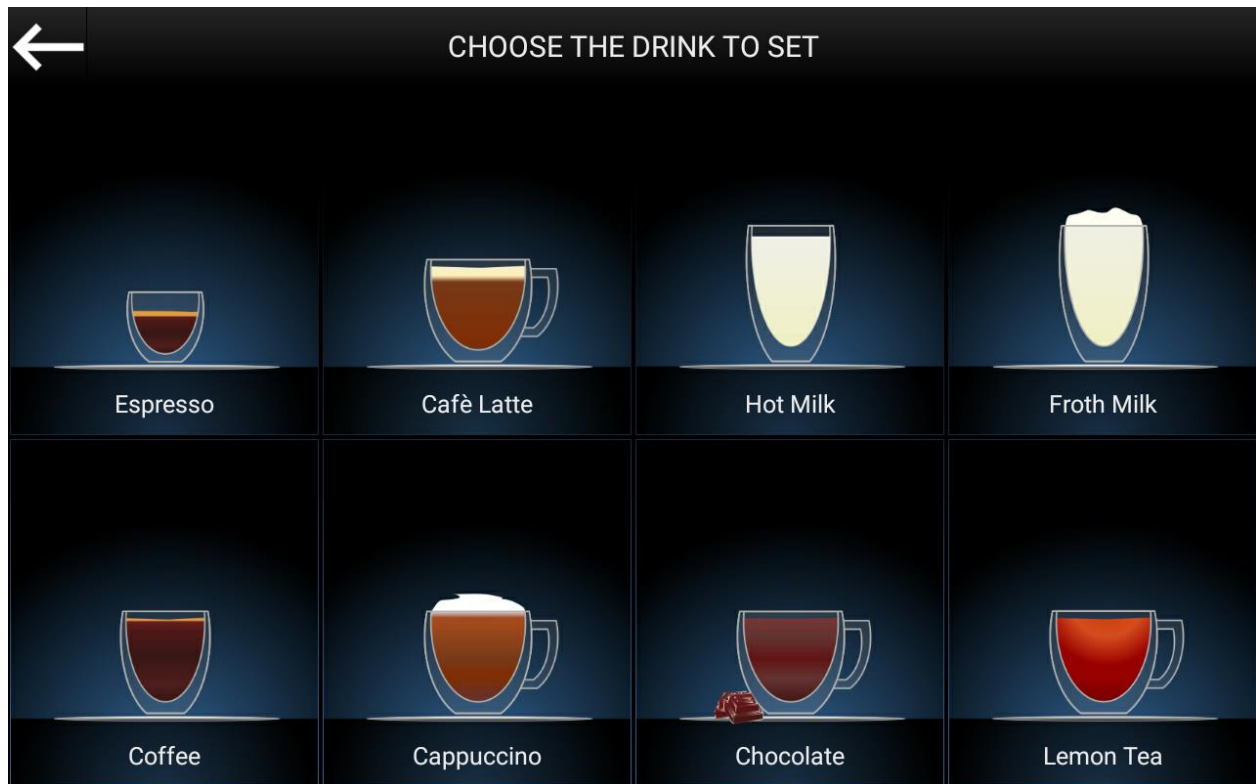 CHOOSE THE DRINK TO SET
Espresso
Cafè Latte
Hot Milk
Froth Milk
Coffee
Cappuccino
Chocolate
Lemon Tea